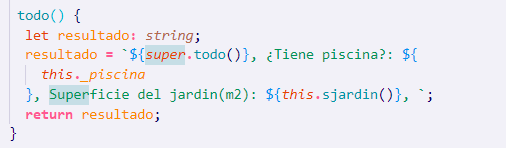 todo() {
let resultado: string;
resultado = `${super.todo()}, ¿Tiene piscina?: ${
this._piscina
}, Superficie del jardin(m2): ${this.sjardin()}, `;
return resultado;
}